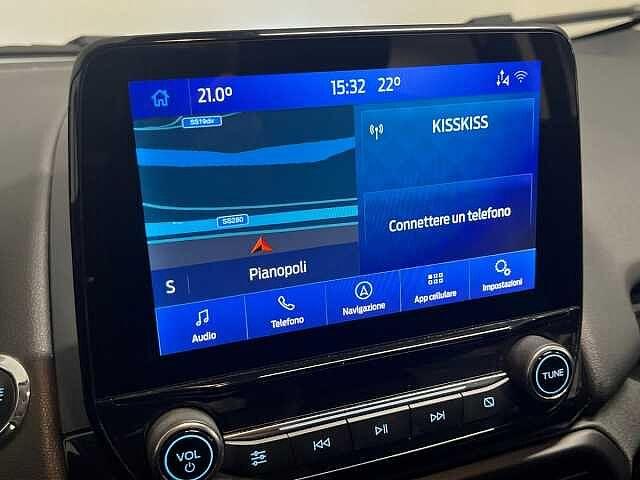 21.0°
15:32
22°
SS19dir
KISSKISS
SS280
Connettere un telefono
S
Pianopoli
Audio
Telefono
Navigazione
App cellulare
Impostazioni
VOL
TUNE